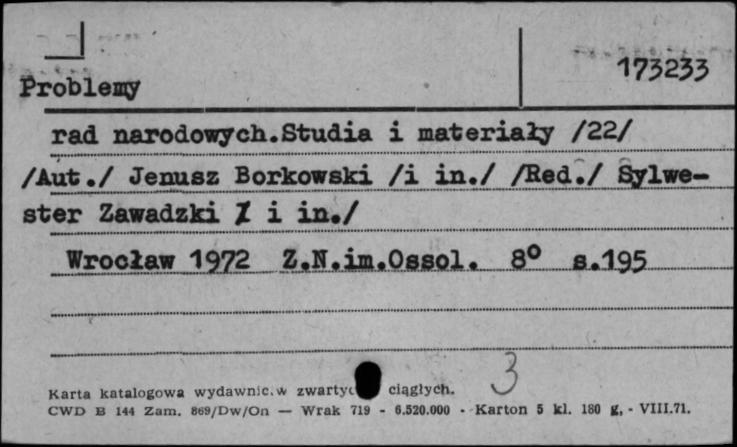 173233
Problemy
rad narodowych.Studia i materiały /22/
/Aut./ Jenusz Borkowski /i in./ /Red./ Sylwe-
ster Zawadzki / i in./
Wrocław 1972 Z.N.im.Ossol. 8° s.195
3
Karta katalogowa wydawnic.w ciągłych.
CWD B 144 Zam. 869/Dw/On — Wrak 719 - 6.520.000 - Karton 5 kl. 180 g, - VIII.71.